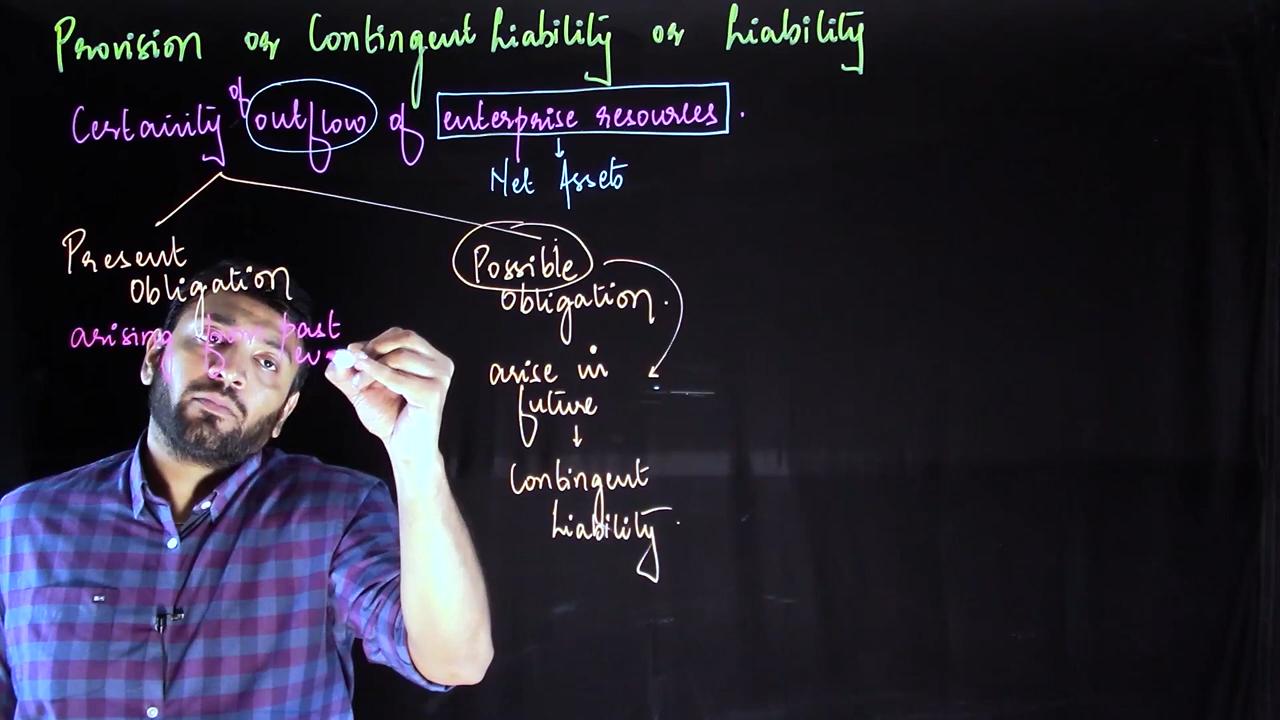 Provision or Contingent Liability or Liability
Certainity of outflow of enterprise resources.
Net Assets
Present
Obligation
arising from past
Possible
Obligation.
arise in
future
Contingent
Liability.